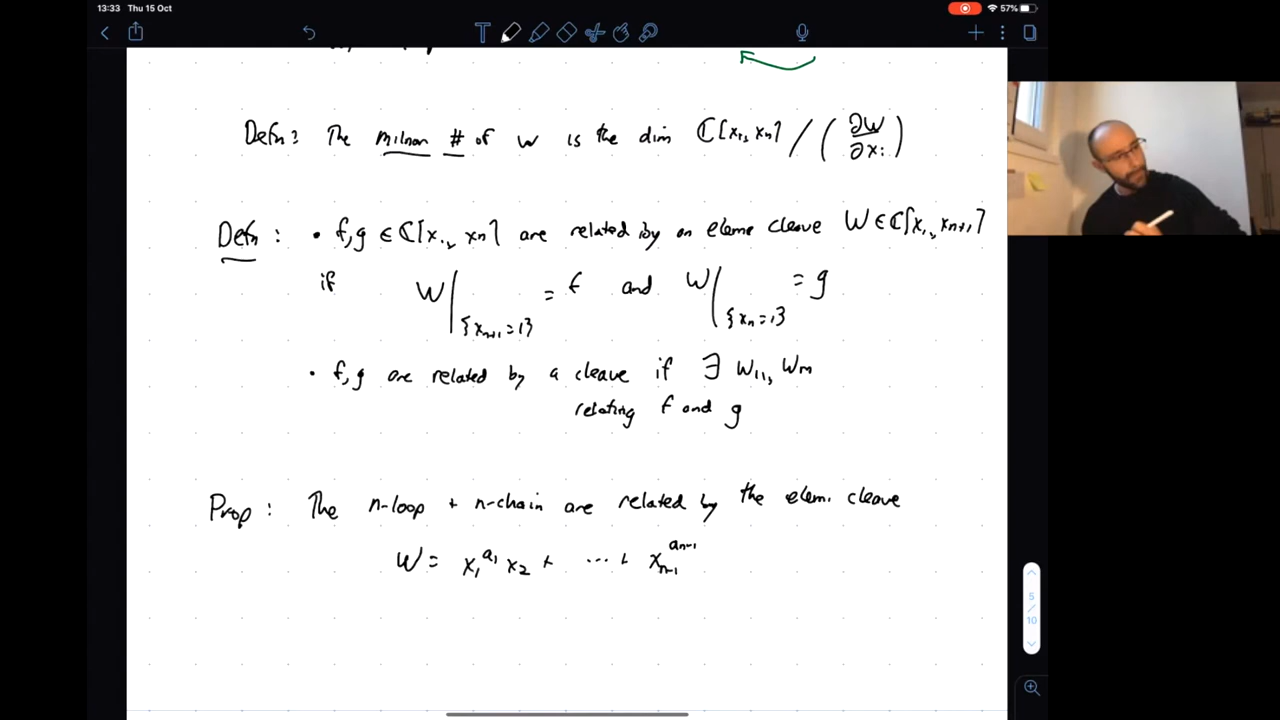 13:33 Thu 15 Oct
57%
T
Defn: The Milnor # of W is the dim ℂ[x₁, xₙ] / (∂W/∂xᵢ)
Defn: • f,g ∈ ℂ[x₁, xₙ] are related by an eleme cleave W ∈ ℂ[x₁, xₙ₊₁]
if W|{xₙ₊₁=1} = f and W|{xₙ=1} = g
• f,g are related by a cleave if ∃ W₁, Wₘ
relating f and g
Prop: The n-loop + n-chain are related by the elem. cleave
W = x₁^a₁ x₂ + ... + xₙ₋₁^aₙ₋₁
5
/
10